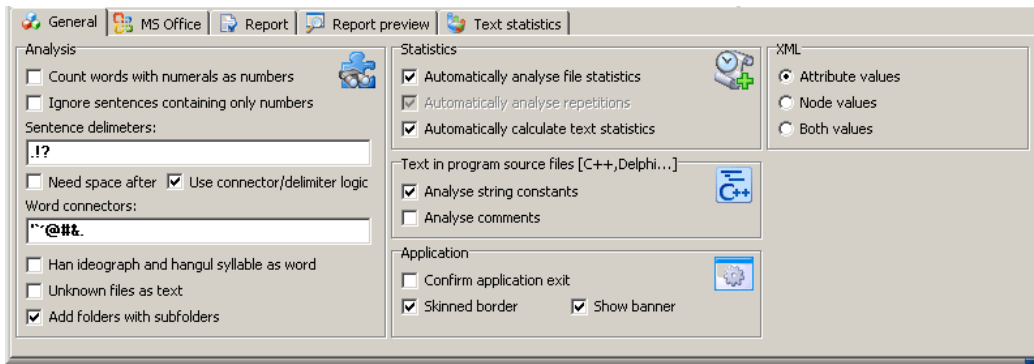 General MS Office Report Report preview Text statistics
Analysis
Count words with numerals as numbers
Ignore sentences containing only numbers
Sentence delimeters:
.!?
Need space after Use connector/delimiter logic
Word connectors:
"`´@#&.
Han ideograph and hangul syllable as word
Unknown files as text
Add folders with subfolders
Statistics
Automatically analyse file statistics
Automatically analyse repetitions
Automatically calculate text statistics
Text in program source files [C++,Delphi...]
C++
Analyse string constants
Analyse comments
Application
Confirm application exit
Skinned border Show banner
XML
Attribute values
Node values
Both values